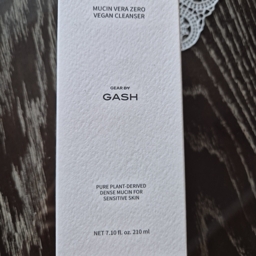 MUCIN VERA ZERO
VEGAN CLEANSER
GEAR BY
GASH
PURE PLANT-DERIVED
DENSE MUCIN FOR
SENSITIVE SKIN
NET 7.10 fl. oz. 210 ml